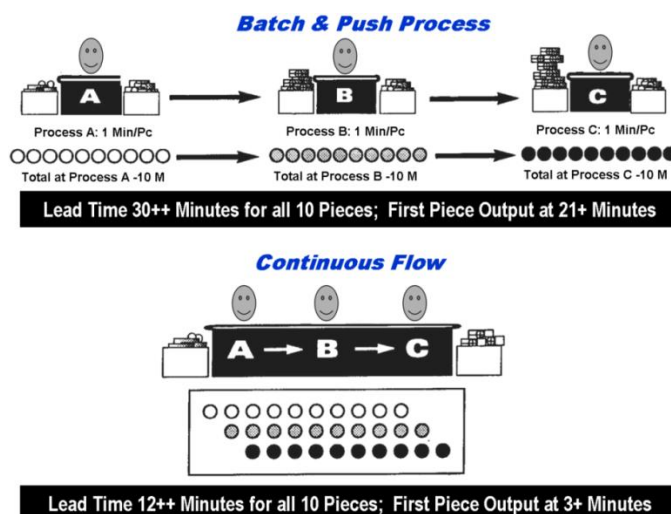 Batch & Push Process
A B C
Process A: 1 Min/Pc Process B: 1 Min/Pc Process C: 1 Min/Pc
Total at Process A -10 M Total at Process B -10 M Total at Process C -10 M
Lead Time 30++ Minutes for all 10 Pieces; First Piece Output at 21+ Minutes
Continuous Flow
A B C
Lead Time 12++ Minutes for all 10 Pieces; First Piece Output at 3+ Minutes